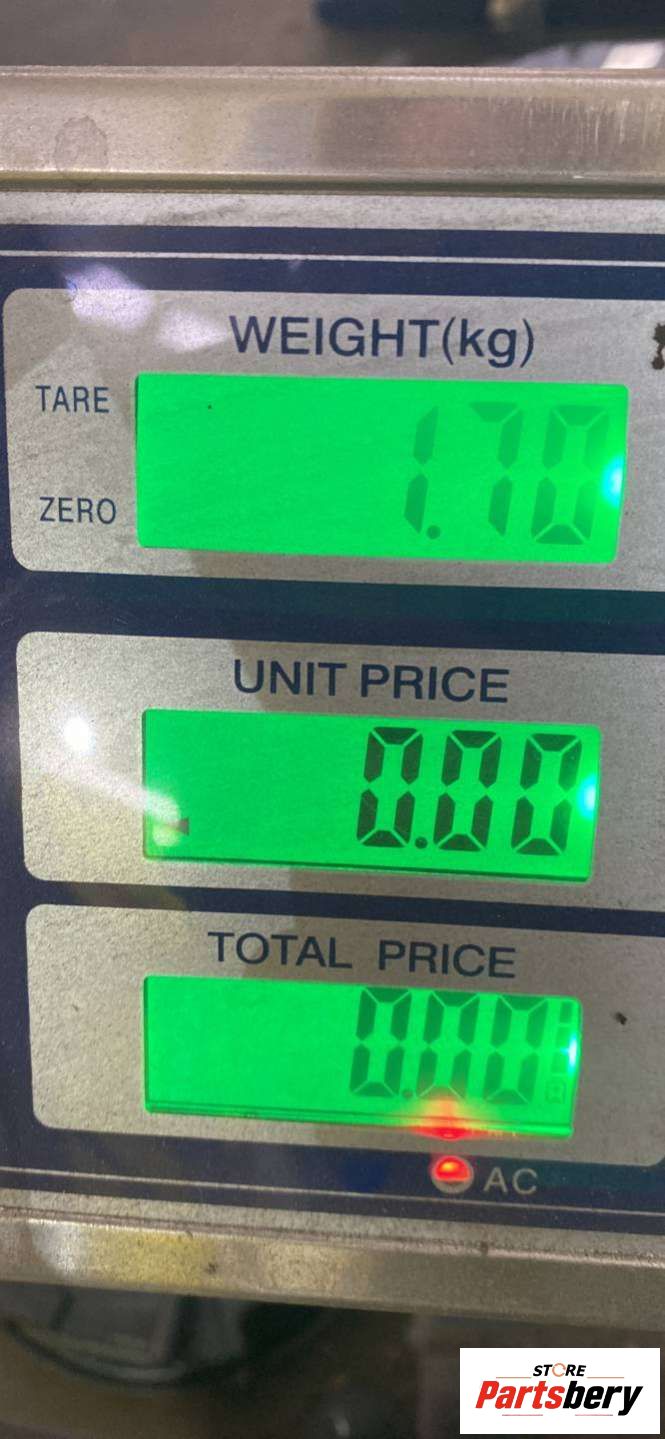 WEIGHT(kg)
TARE
1.70
ZERO
UNIT PRICE
0.00
TOTAL PRICE
0.00
AC
STORE
Partsbery